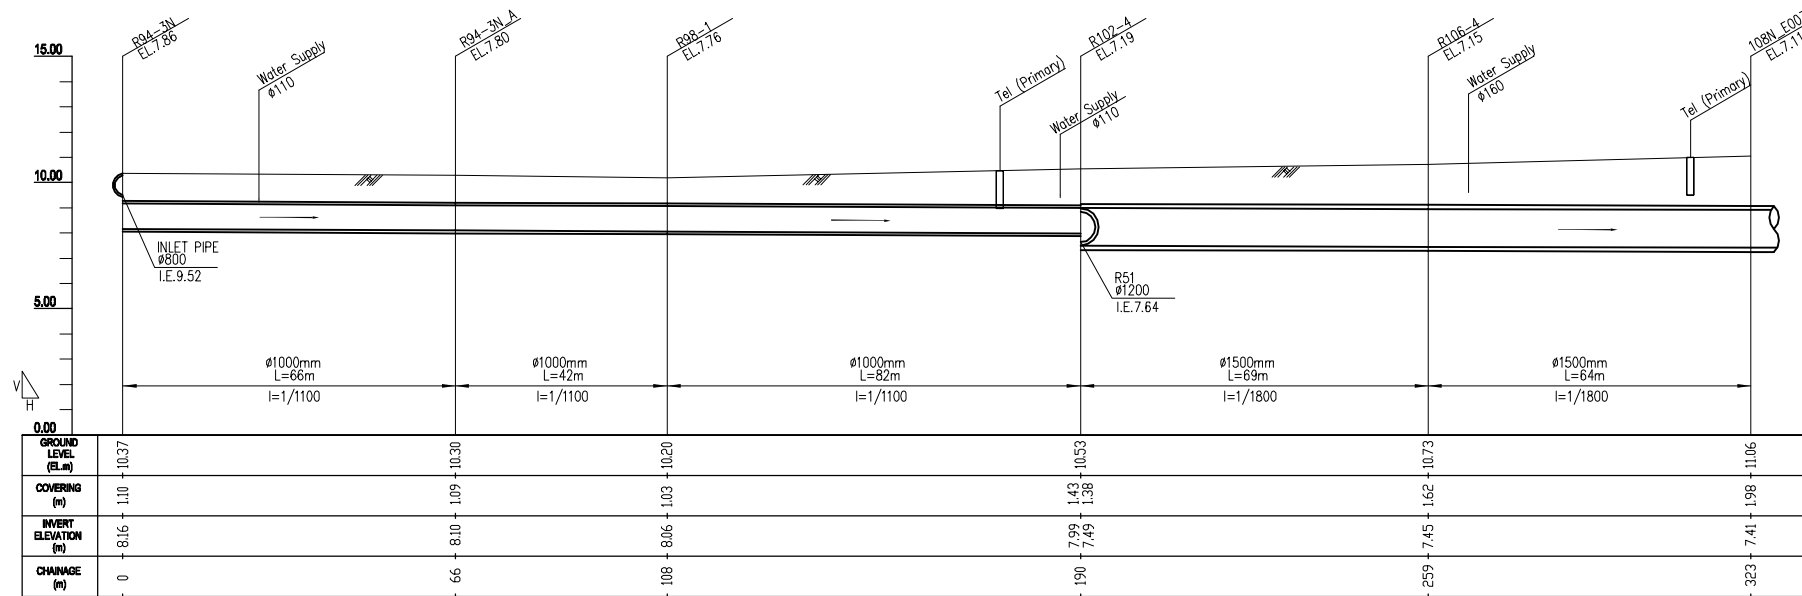 R94-3N
EL.7.86
R94-3N_A
EL.7.80
R98-1
EL.7.76
R102-4
EL.7.19
R106-4
EL.7.15
EL.7.11
Water Supply
ø110
Tel (Primary)
Water Supply
ø110
Water Supply
ø160
Tel (Primary)
15.00
10.00
5.00
0.00
V
H
INLET PIPE
ø800
I.E.9.52
R51
ø1200
I.E.7.64
ø1000mm
L=66m
I=1/1100
ø1000mm
L=42m
I=1/1100
ø1000mm
L=82m
I=1/1100
ø1500mm
L=69m
I=1/1800
ø1500mm
L=64m
I=1/1800
GROUND
LEVEL
(EL.m)
10.37 10.30 10.20 10.53 10.73 11.06
COVERING
(m)
1.10 1.09 1.03 1.43 1.38 1.62 1.98
INVERT
ELEVATION
(m)
8.16 8.10 8.06 7.99 7.49 7.45 7.41
CHAINAGE
(m)
0 66 108 190 259 323